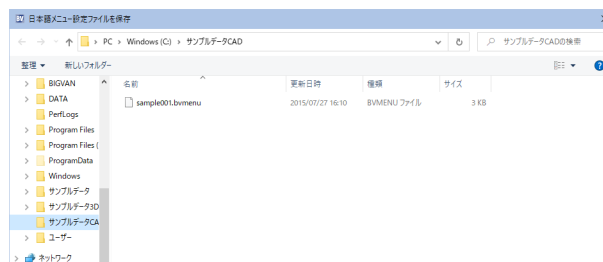 BV 日本語メニュー設定ファイルを保存
PC › Windows (C:) › サンプルデータCAD
サンプルデータCADの検索
整理
新しいフォルダー
名前 更新日時 種類 サイズ
sample001.bvmenu 2015/07/27 16:10 BVMENU ファイル 3 KB
BIGVAN
DATA
PerfLogs
Program Files
Program Files (
ProgramData
Windows
サンプルデータ
サンプルデータ3D
サンプルデータCA
ユーザー
ネットワーク